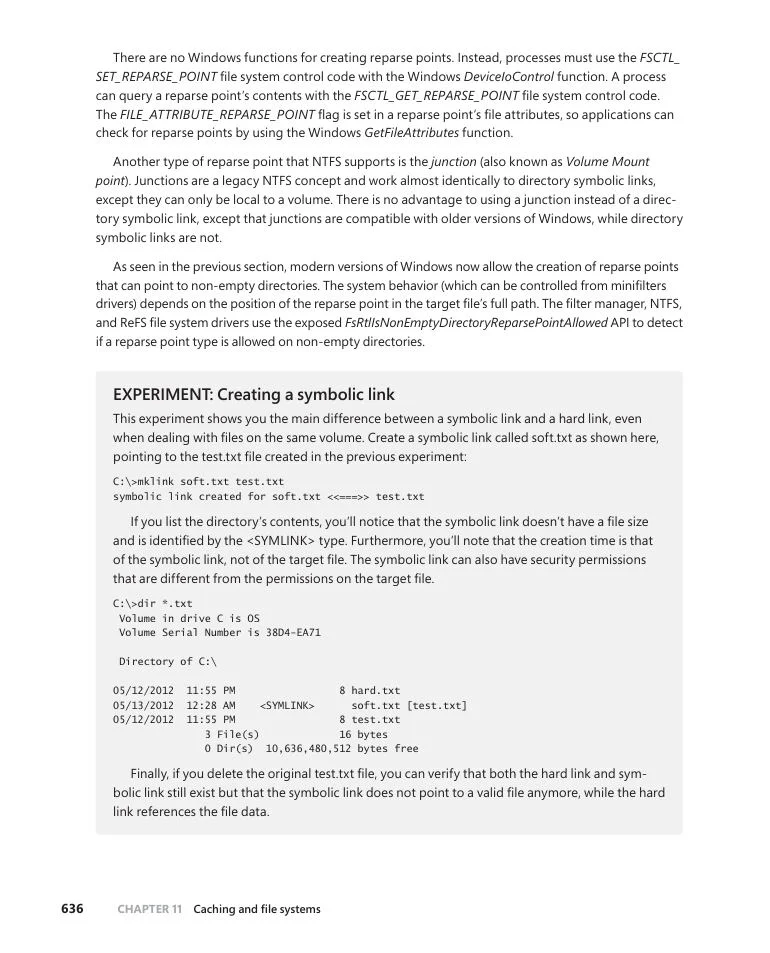 There are no Windows functions for creating reparse points. Instead, processes must use the FSCTL_
SET_REPARSE_POINT file system control code with the Windows DeviceIoControl function. A process
can query a reparse point's contents with the FSCTL_GET_REPARSE_POINT file system control code.
The FILE_ATTRIBUTE_REPARSE_POINT flag is set in a reparse point's file attributes, so applications can
check for reparse points by using the Windows GetFileAttributes function.
Another type of reparse point that NTFS supports is the junction (also known as Volume Mount
point). Junctions are a legacy NTFS concept and work almost identically to directory symbolic links,
except they can only be local to a volume. There is no advantage to using a junction instead of a direc-
tory symbolic link, except that junctions are compatible with older versions of Windows, while directory
symbolic links are not.
As seen in the previous section, modern versions of Windows now allow the creation of reparse points
that can point to non-empty directories. The system behavior (which can be controlled from minifilters
drivers) depends on the position of the reparse point in the target file's full path. The filter manager, NTFS,
and ReFS file system drivers use the exposed FsRtlIsNonEmptyDirectoryReparsePointAllowed API to detect
if a reparse point type is allowed on non-empty directories.
EXPERIMENT: Creating a symbolic link
This experiment shows you the main difference between a symbolic link and a hard link, even
when dealing with files on the same volume. Create a symbolic link called soft.txt as shown here,
pointing to the test.txt file created in the previous experiment:
C:\>mklink soft.txt test.txt
symbolic link created for soft.txt <<===>> test.txt
If you list the directory's contents, you'll notice that the symbolic link doesn't have a file size
and is identified by the <SYMLINK> type. Furthermore, you'll note that the creation time is that
of the symbolic link, not of the target file. The symbolic link can also have security permissions
that are different from the permissions on the target file.
C:\>dir *.txt
Volume in drive C is OS
Volume Serial Number is 38D4-EA71
Directory of C:\
05/12/2012 11:55 PM 8 hard.txt
05/13/2012 12:28 AM <SYMLINK> soft.txt [test.txt]
05/12/2012 11:55 PM 8 test.txt
3 File(s) 16 bytes
0 Dir(s) 10,636,480,512 bytes free
Finally, if you delete the original test.txt file, you can verify that both the hard link and sym-
bolic link still exist but that the symbolic link does not point to a valid file anymore, while the hard
link references the file data.
636 CHAPTER 11 Caching and file systems